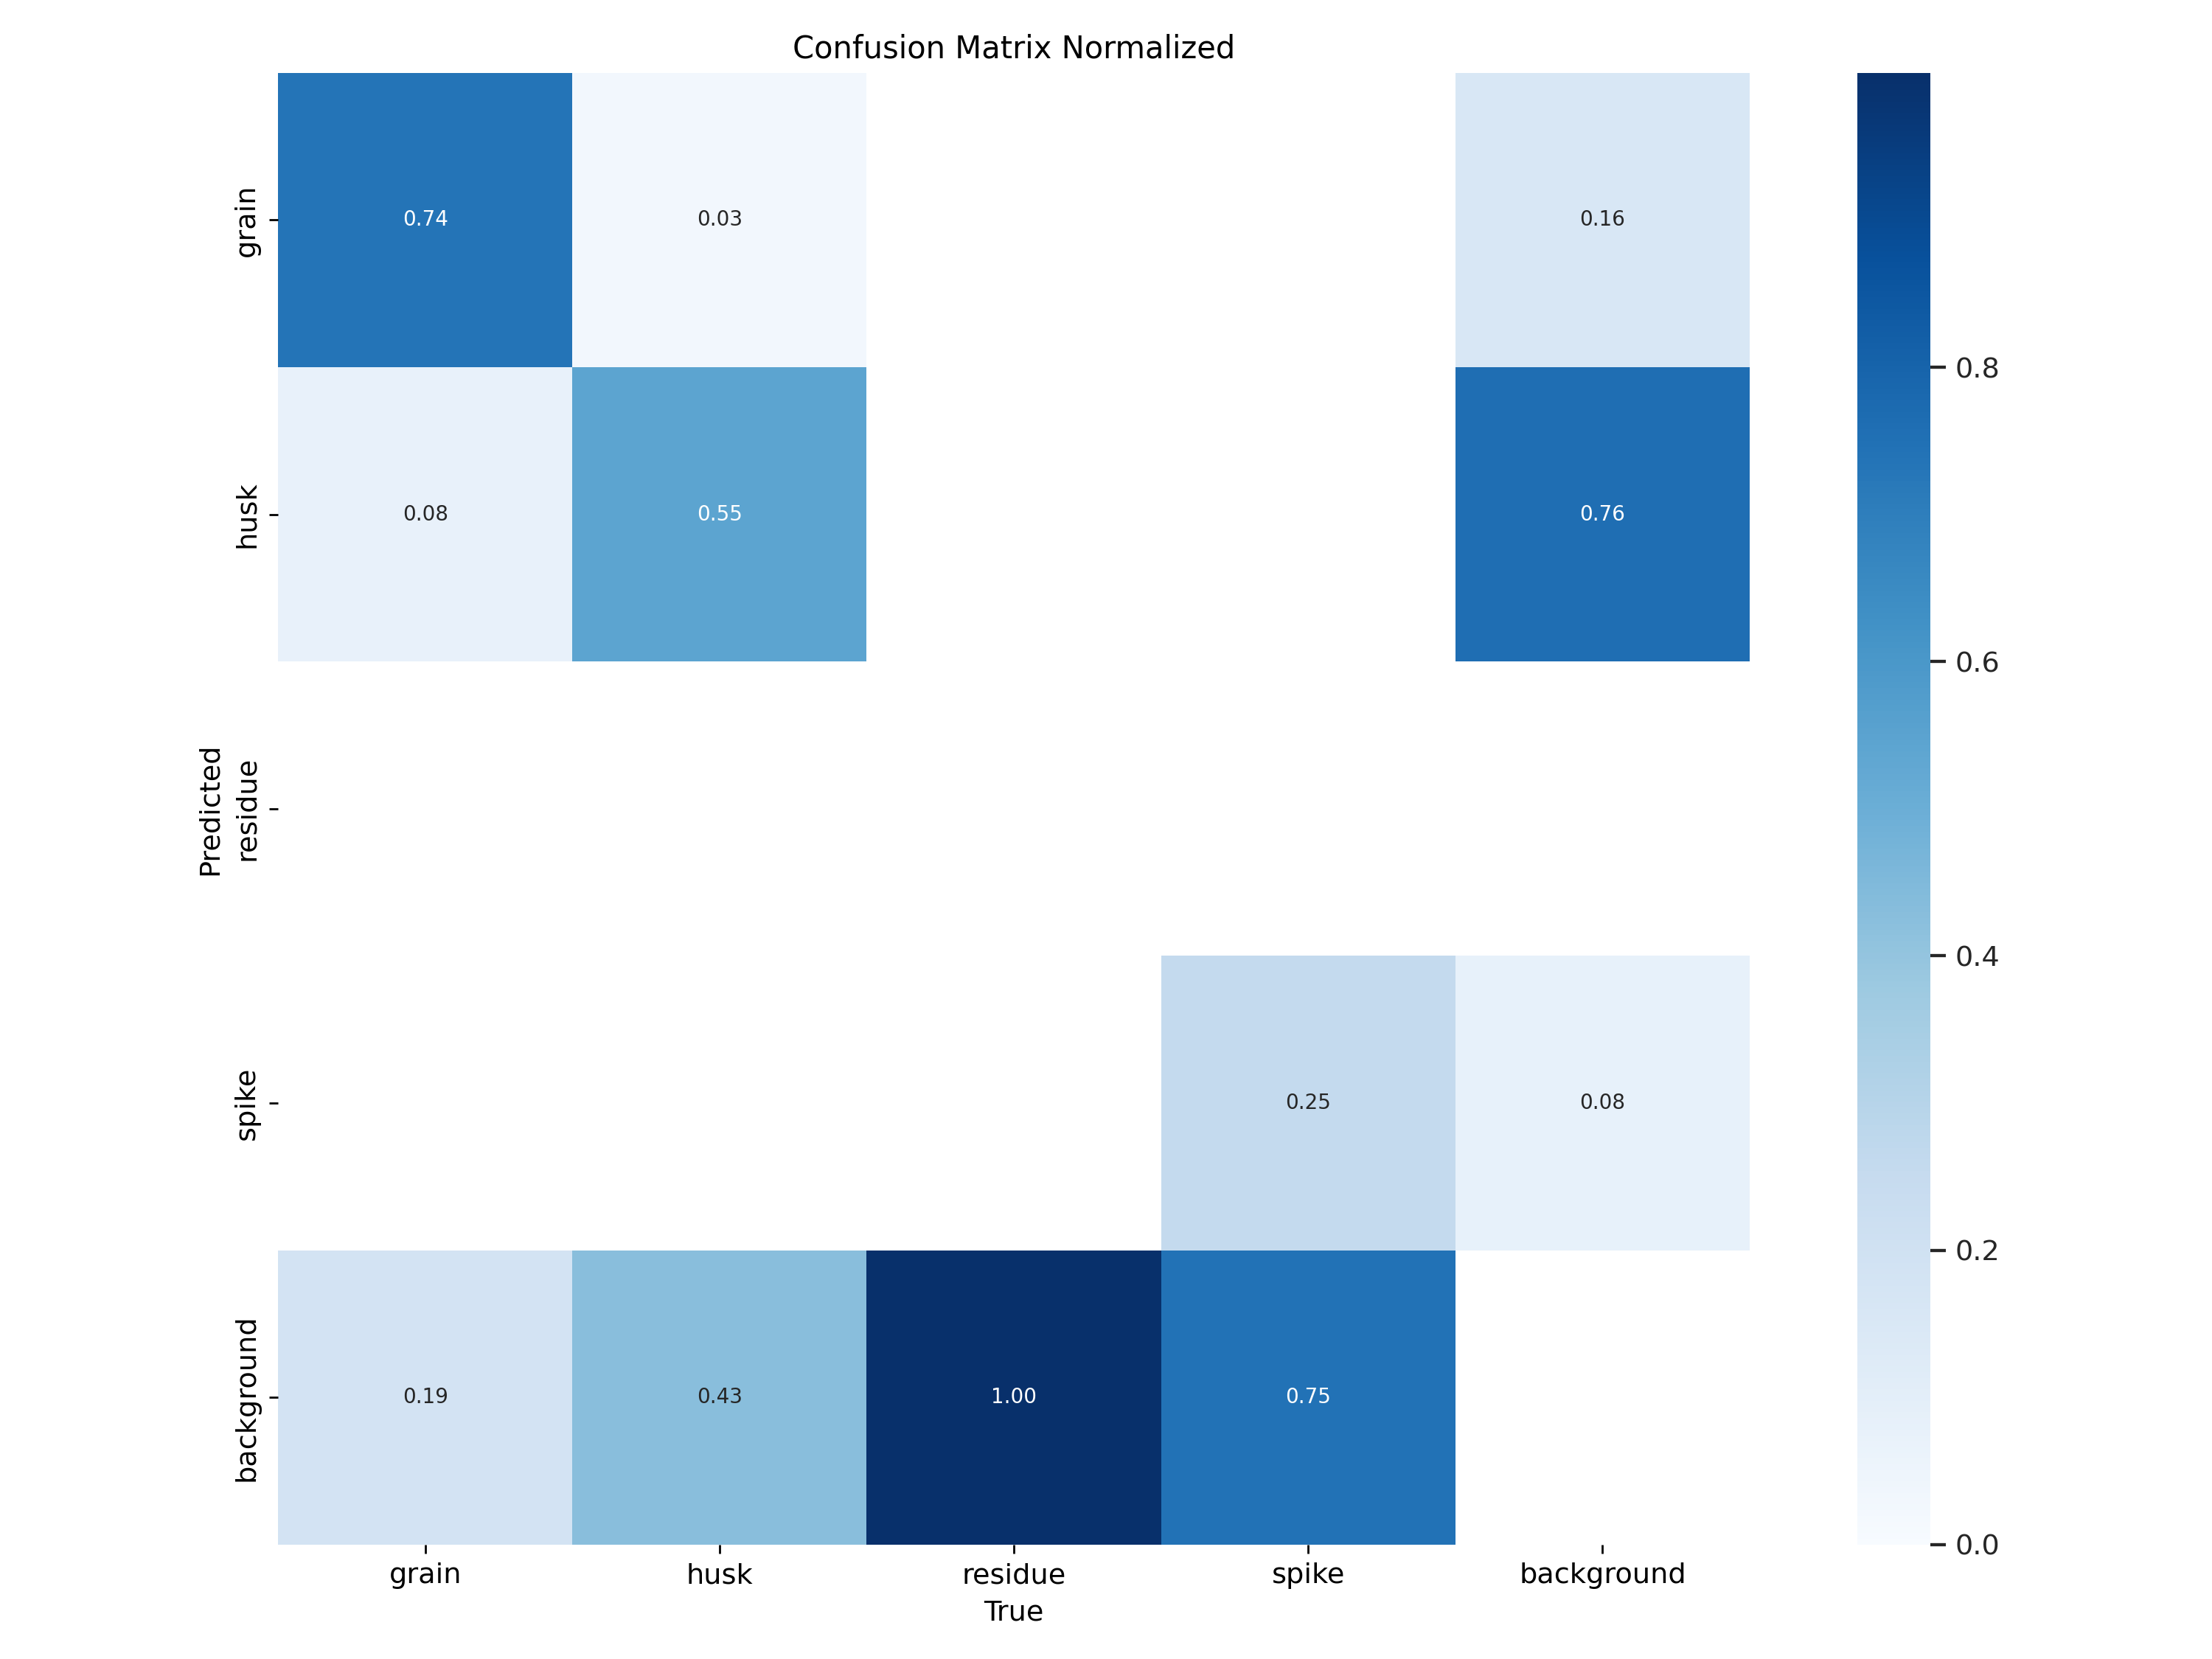 Confusion Matrix Normalized
grain
0.74
0.03
0.16
0.8
husk
0.08
0.55
0.76
0.6
Predicted
residue
0.4
spike
0.25
0.08
0.2
background
0.19
0.43
1.00
0.75
0.0
grain
husk
residue
spike
background
True